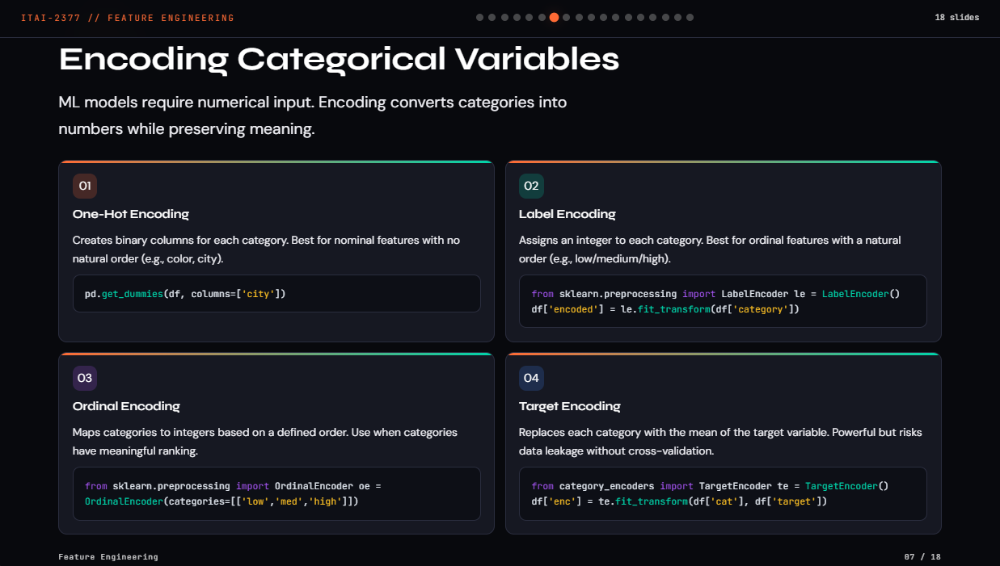 ITAI-2377 // FEATURE ENGINEERING
18 slides
Encoding Categorical Variables
ML models require numerical input. Encoding converts categories into
numbers while preserving meaning.
01
One-Hot Encoding
Creates binary columns for each category. Best for nominal features with no
natural order (e.g., color, city).
pd.get_dummies(df, columns=['city'])
02
Label Encoding
Assigns an integer to each category. Best for ordinal features with a natural
order (e.g., low/medium/high).
from sklearn.preprocessing import LabelEncoder le = LabelEncoder()
df['encoded'] = le.fit_transform(df['category'])
03
Ordinal Encoding
Maps categories to integers based on a defined order. Use when categories
have meaningful ranking.
from sklearn.preprocessing import OrdinalEncoder oe =
OrdinalEncoder(categories=[['low','med','high']])
04
Target Encoding
Replaces each category with the mean of the target variable. Powerful but risks
data leakage without cross-validation.
from category_encoders import TargetEncoder te = TargetEncoder()
df['enc'] = te.fit_transform(df['cat'], df['target'])
Feature Engineering
07 / 18